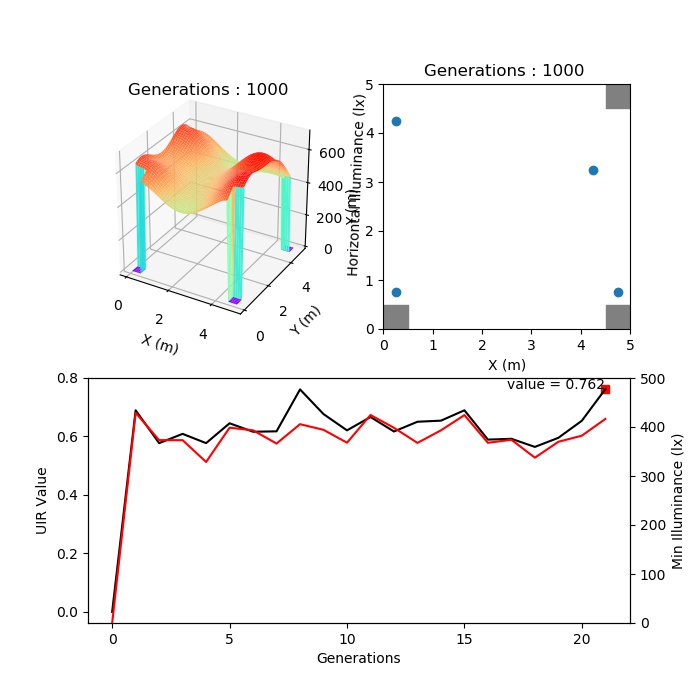 Generations : 1000
600
400
200
0
0
2
4
X (m)
0
2
4
Y (m)
Horizontal Illuminance (lx)
Generations : 1000
5
4
3
2
1
0
0 1 2 3 4 5
X (m)
Y (m)
value = 0.762
0.8
0.6
0.4
0.2
0.0
UIR Value
0 5 10 15 20
Generations
500
400
300
200
100
0
Min Illuminance (lx)